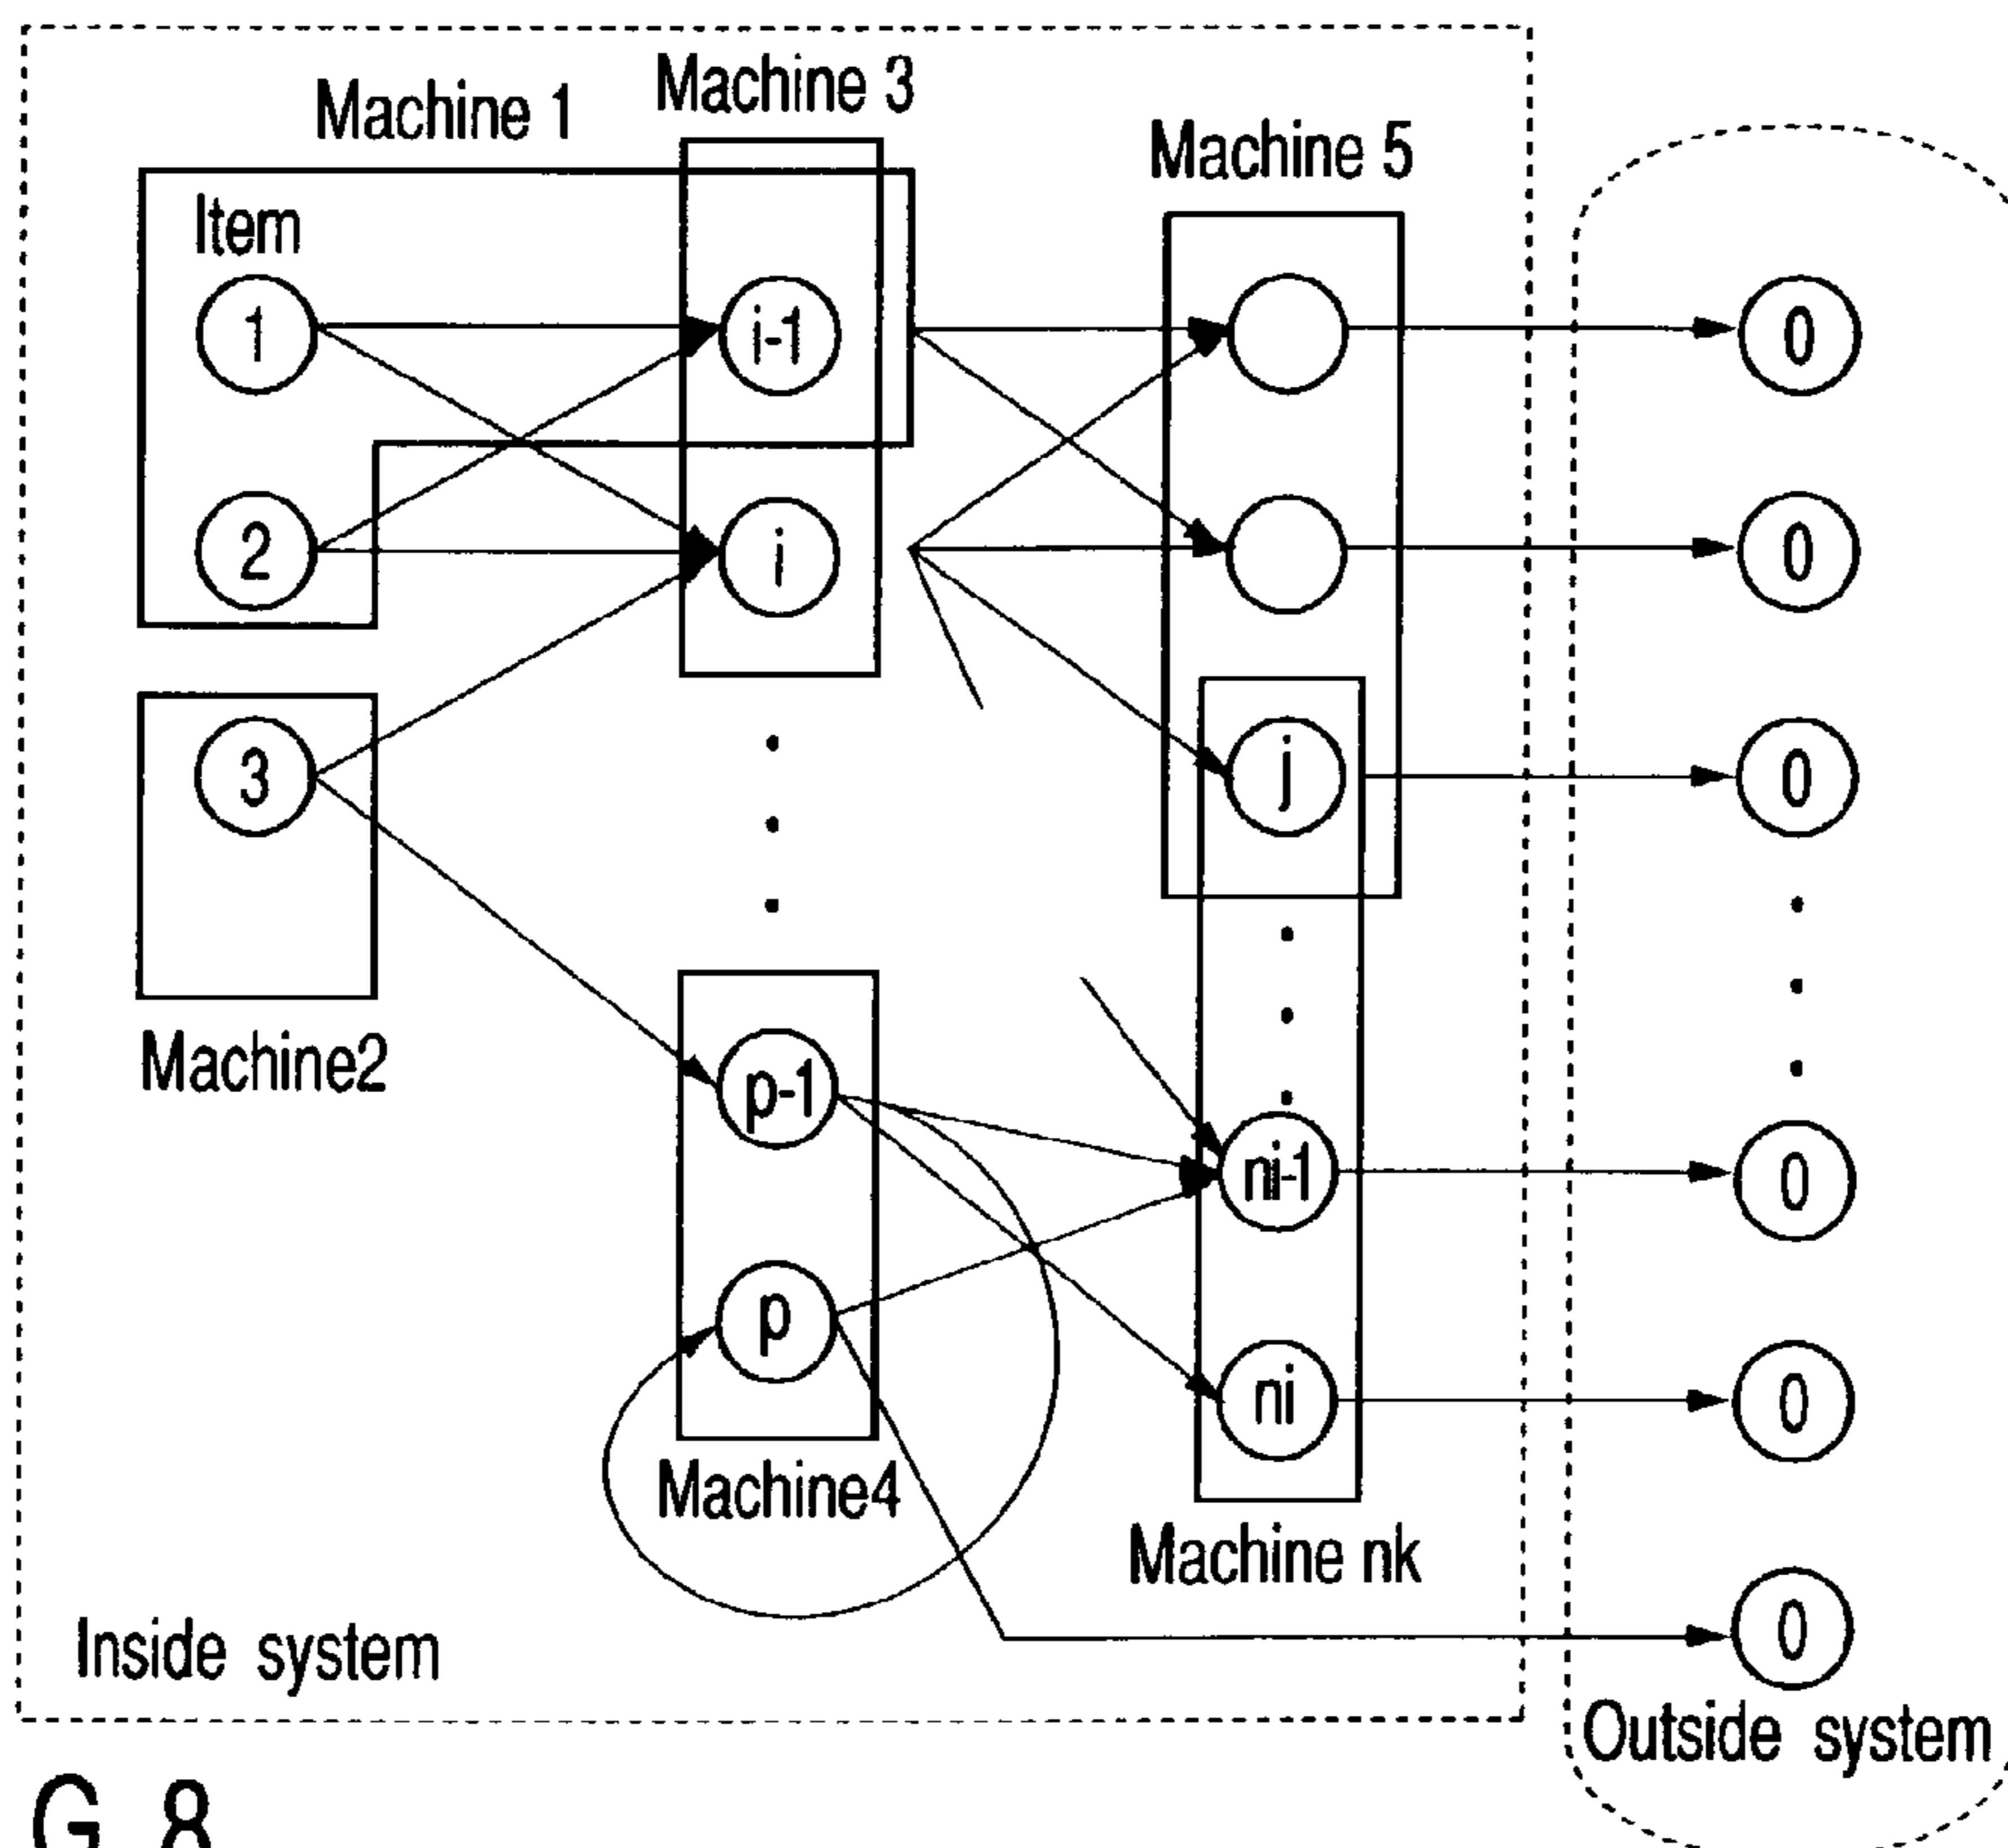 Machine 1
Machine 3
Machine 5
Item
1
i-1
0
2
i
0
3
j
0
Machine2
p-1
ni-1
0
p
ni
0
Machine4
Machine nk
0
Inside system
Outside system
G 8